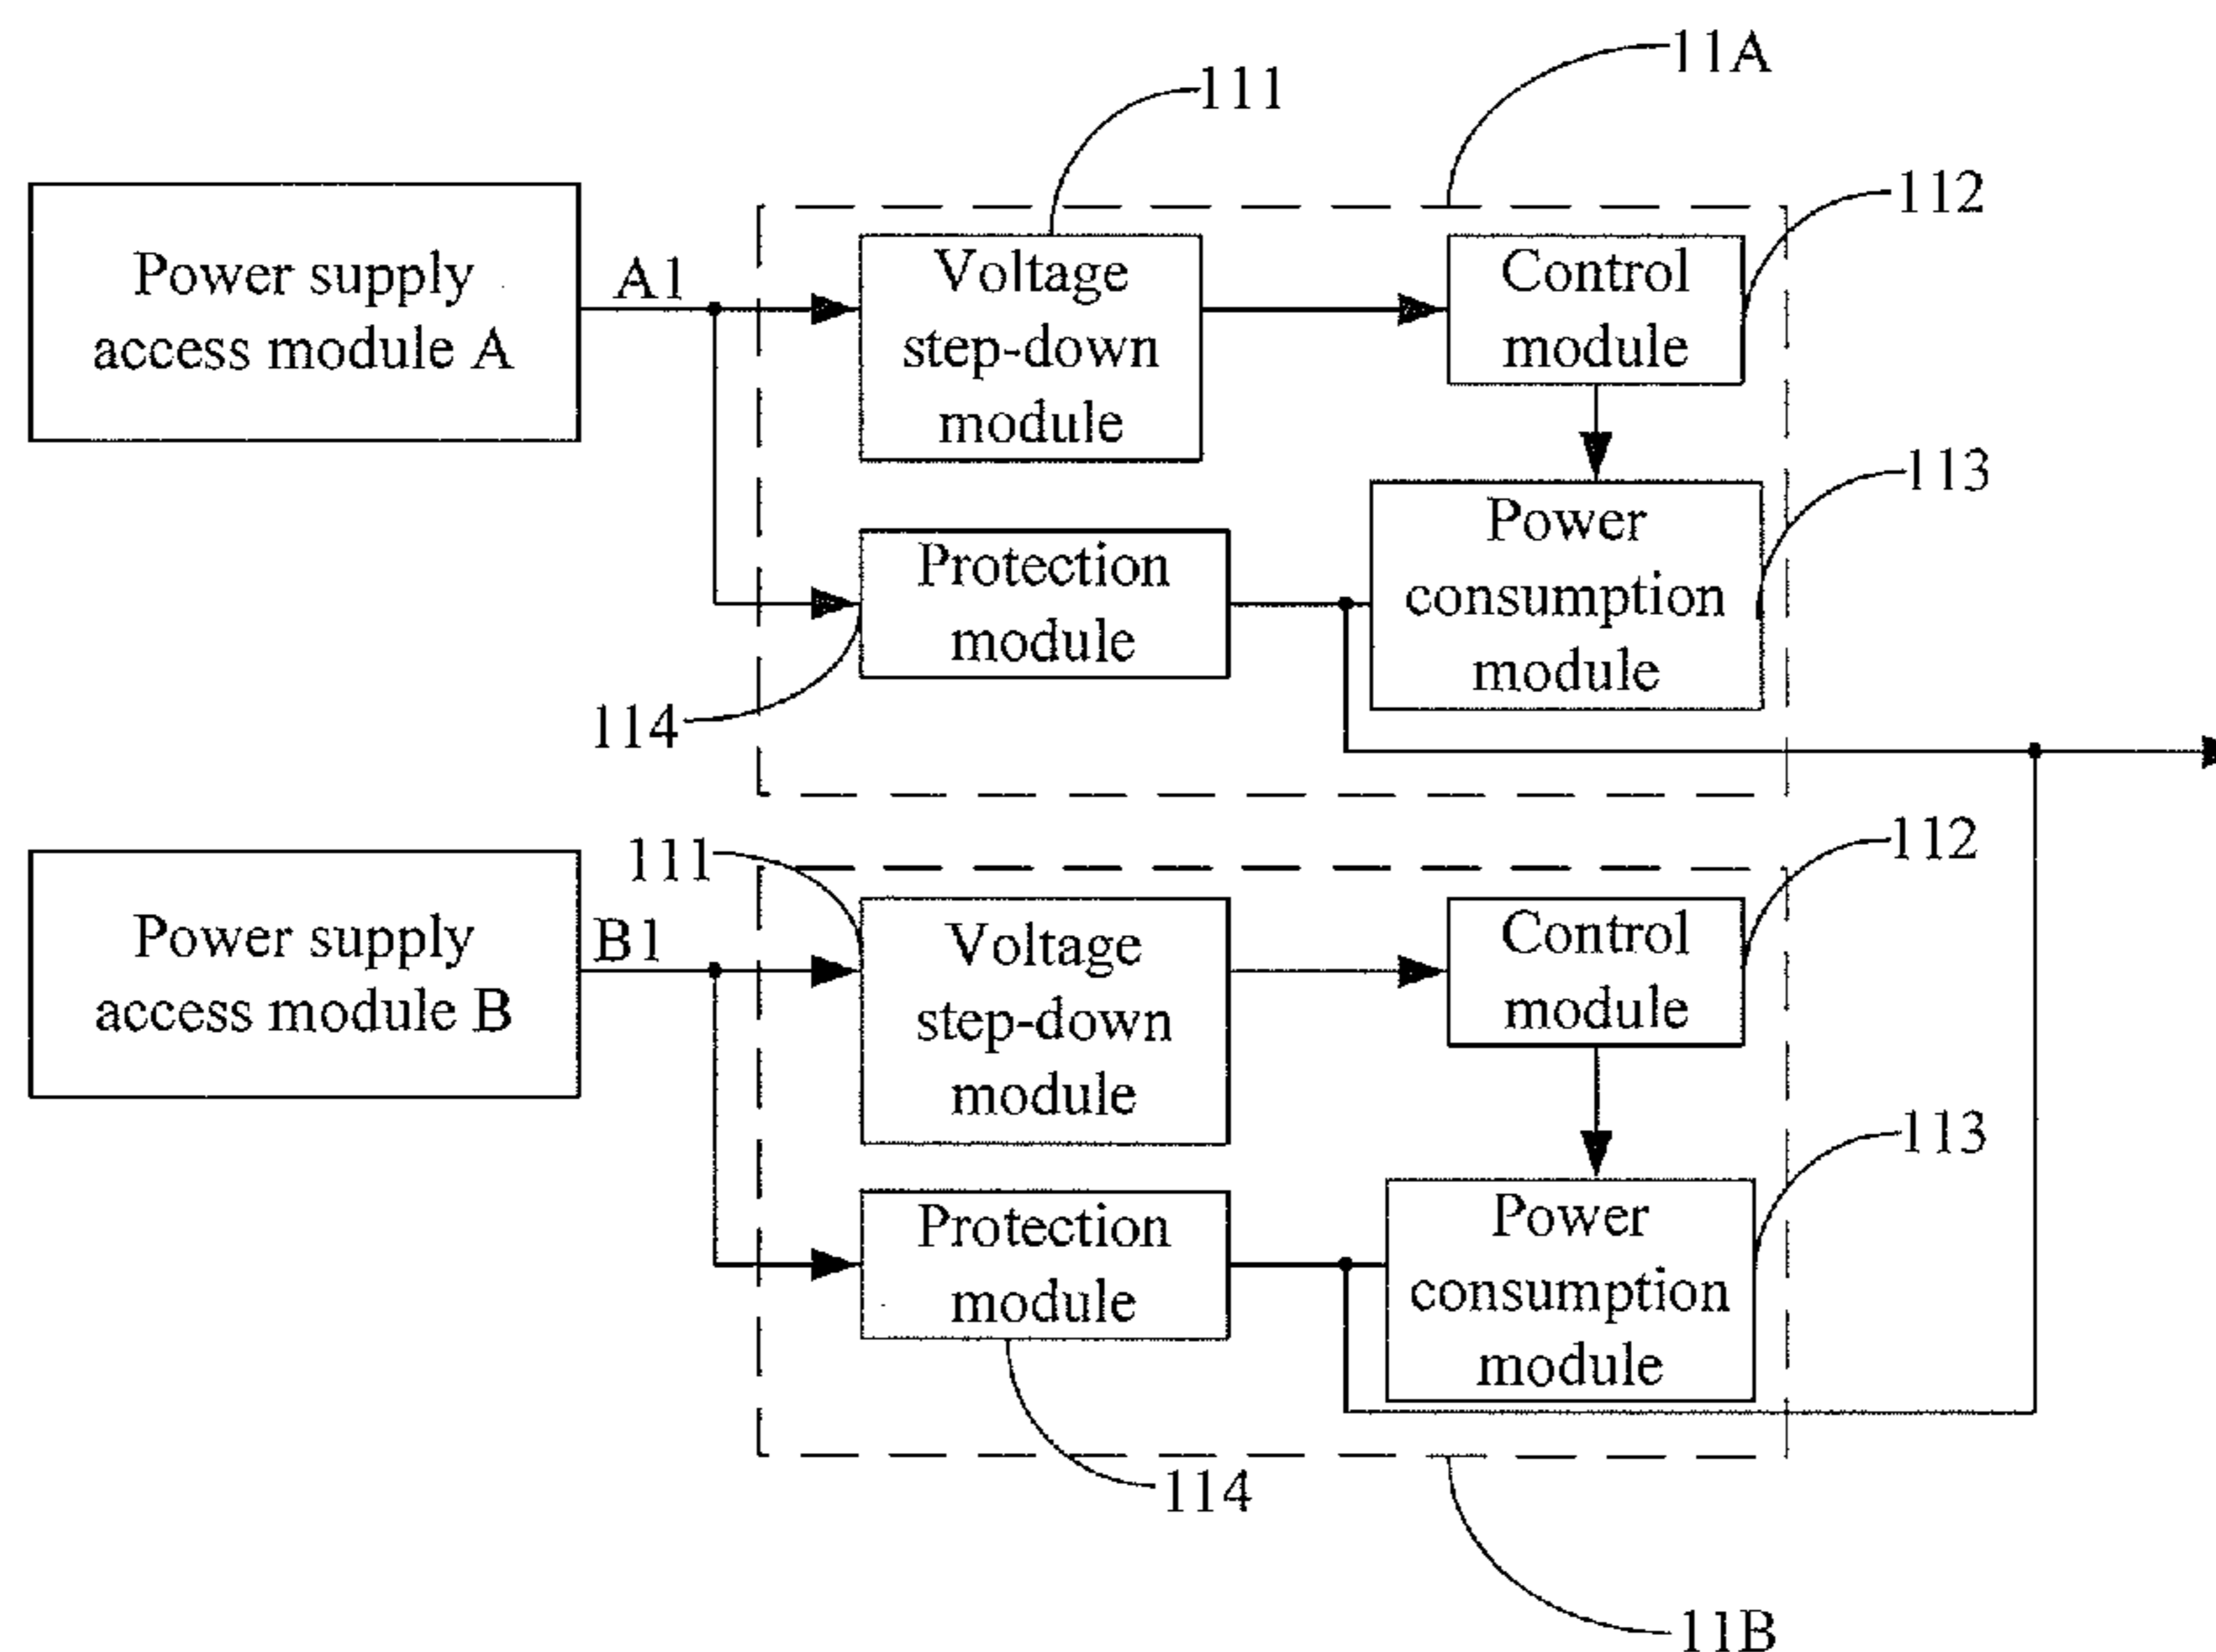 11A
111
112
Power supply
access module A
A1
Voltage
step-down
module
Control
module
113
Protection
module
Power
consumption
module
114
111
112
Power supply
access module B
B1
Voltage
step-down
module
Control
module
113
Protection
module
Power
consumption
module
114
11B